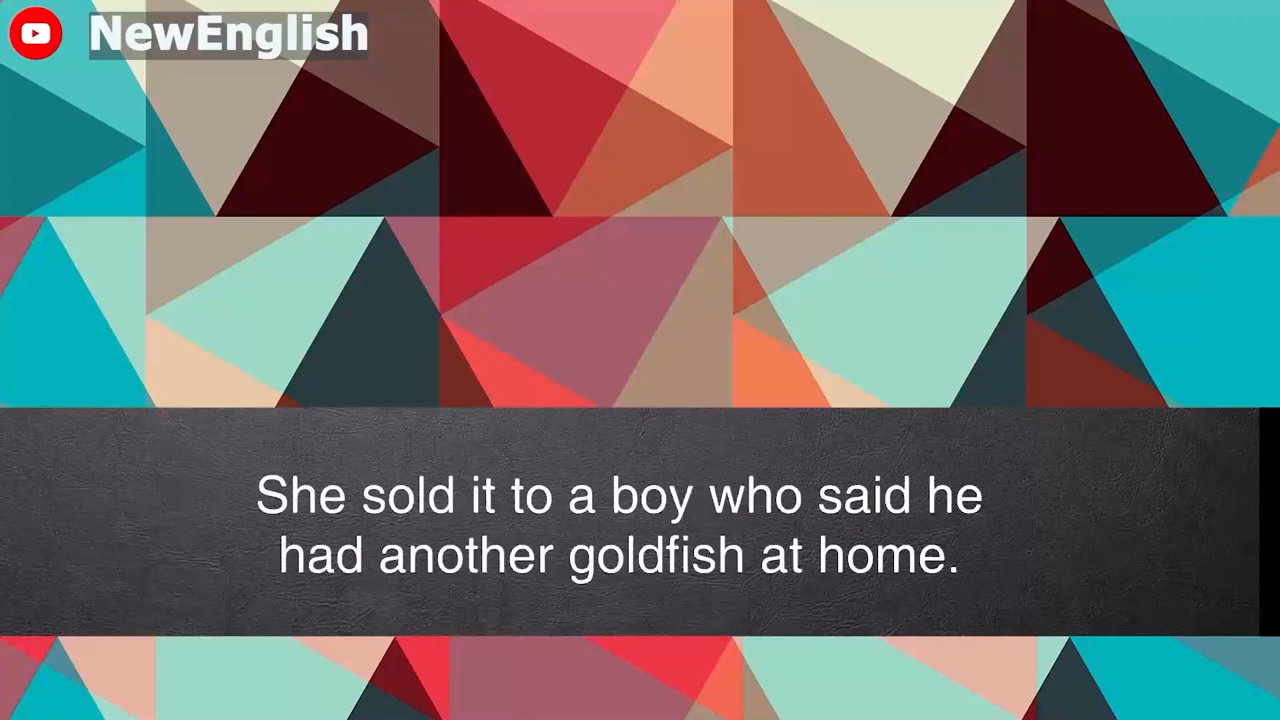 NewEnglish
She sold it to a boy who said he
had another goldfish at home.